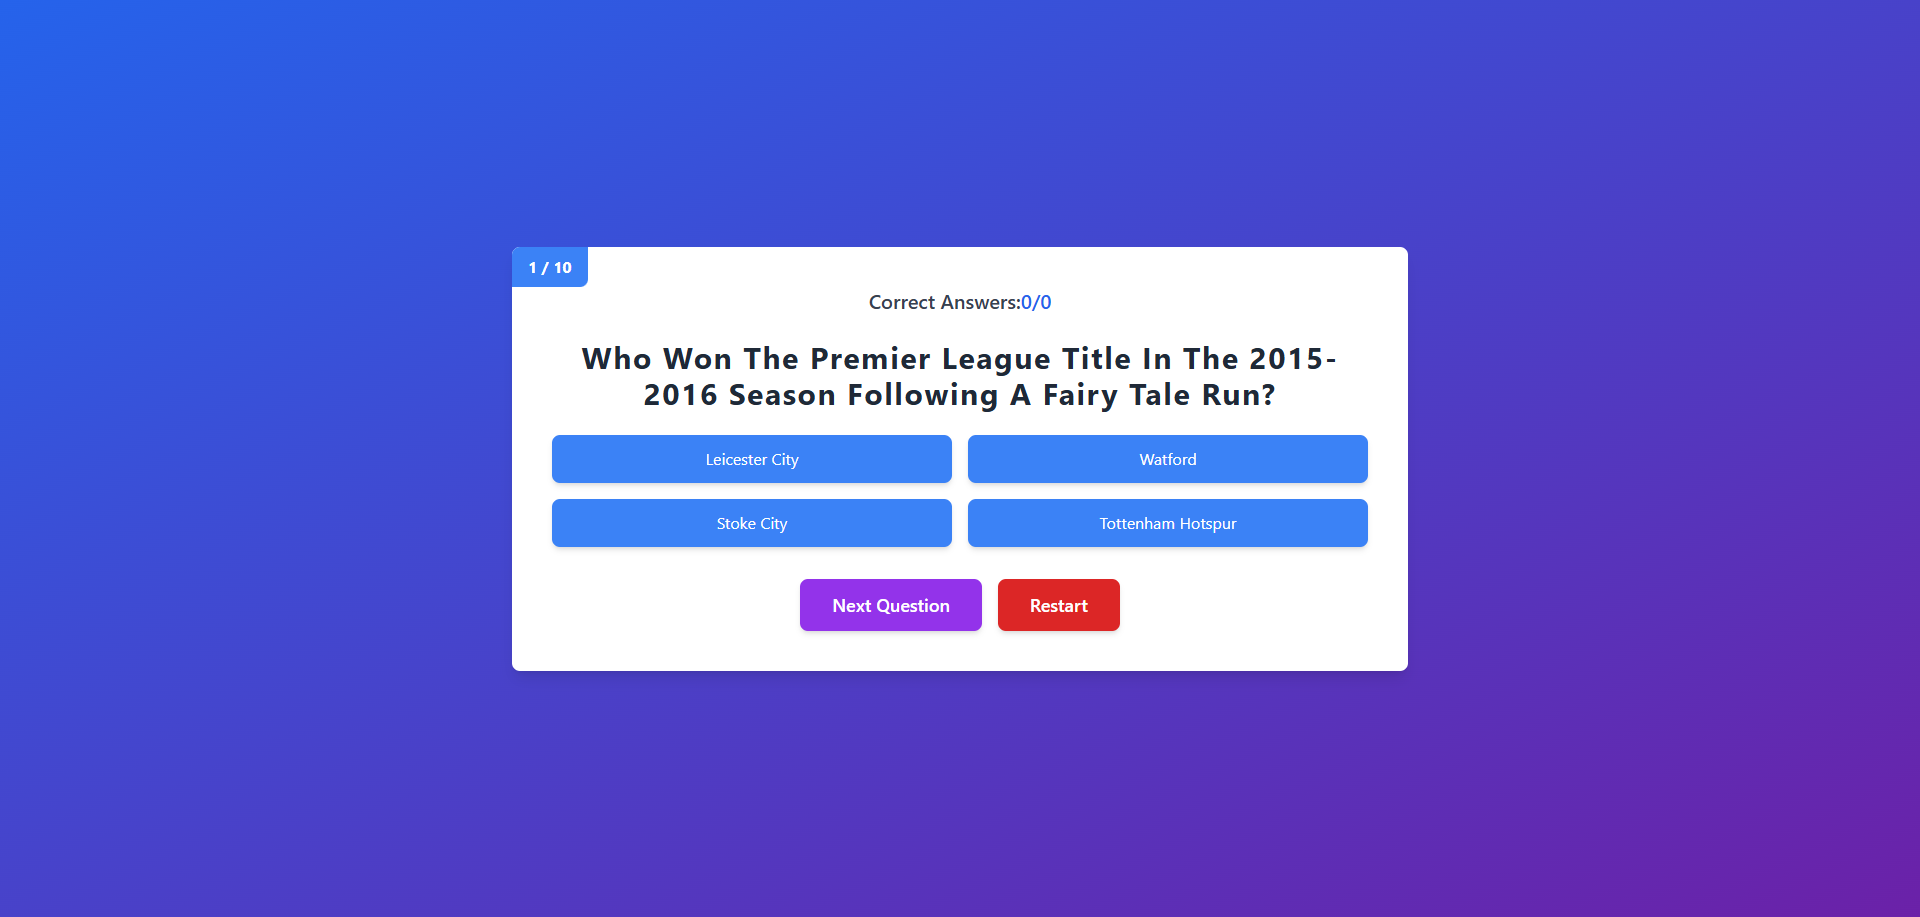 1 / 10
Correct Answers:0/0
Who Won The Premier League Title In The 2015-
2016 Season Following A Fairy Tale Run?
Leicester City
Watford
Stoke City
Tottenham Hotspur
Next Question
Restart